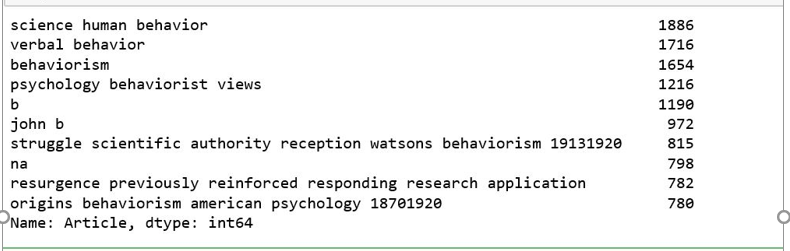 science human behavior 1886
verbal behavior 1716
behaviorism 1654
psychology behaviorist views 1216
b 1190
john b 972
struggle scientific authority reception watsons behaviorism 19131920 815
na 798
resurgence previously reinforced responding research application 782
origins behaviorism american psychology 18701920 780
Name: Article, dtype: int64